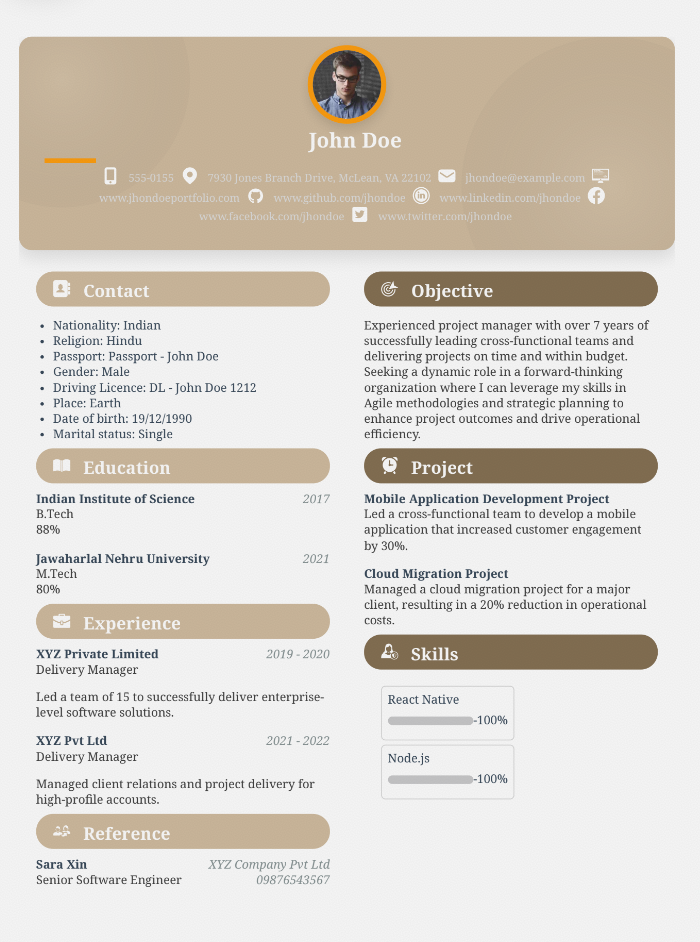 John Doe
555-0155 7930 Jones Branch Drive, McLean, VA 22102 jhondoe@example.com
www.jhondoeportfolio.com www.github.com/jhondoe www.linkedin.com/jhondoe
www.facebook.com/jhondoe www.twitter.com/jhondoe
Contact
• Nationality: Indian
• Religion: Hindu
• Passport: Passport - John Doe
• Gender: Male
• Driving Licence: DL - John Doe 1212
• Place: Earth
• Date of birth: 19/12/1990
• Marital status: Single
Education
Indian Institute of Science 2017
B.Tech
88%
Jawaharlal Nehru University 2021
M.Tech
80%
Experience
XYZ Private Limited 2019 - 2020
Delivery Manager
Led a team of 15 to successfully deliver enterprise-
level software solutions.
XYZ Pvt Ltd 2021 - 2022
Delivery Manager
Managed client relations and project delivery for
high-profile accounts.
Reference
Sara Xin XYZ Company Pvt Ltd
Senior Software Engineer 09876543567
Objective
Experienced project manager with over 7 years of
successfully leading cross-functional teams and
delivering projects on time and within budget.
Seeking a dynamic role in a forward-thinking
organization where I can leverage my skills in
Agile methodologies and strategic planning to
enhance project outcomes and drive operational
efficiency.
Project
Mobile Application Development Project
Led a cross-functional team to develop a mobile
application that increased customer engagement
by 30%.
Cloud Migration Project
Managed a cloud migration project for a major
client, resulting in a 20% reduction in operational
costs.
Skills
React Native
-100%
Node.js
-100%